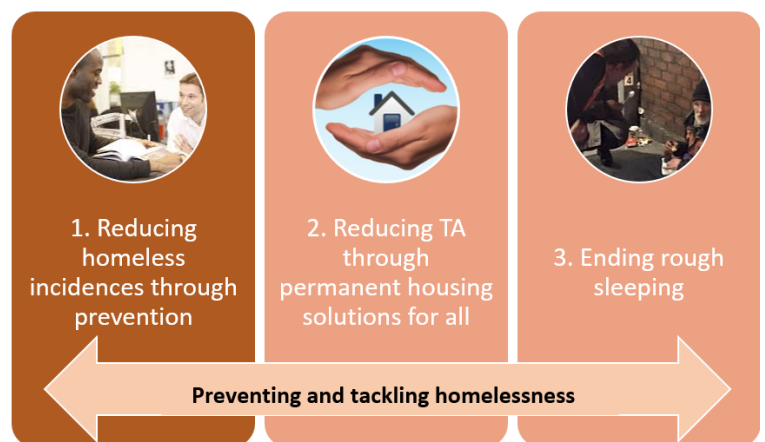 1. Reducing
homeless
incidences through
prevention
2. Reducing TA
through
permanent housing
solutions for all
3. Ending rough
sleeping
Preventing and tackling homelessness